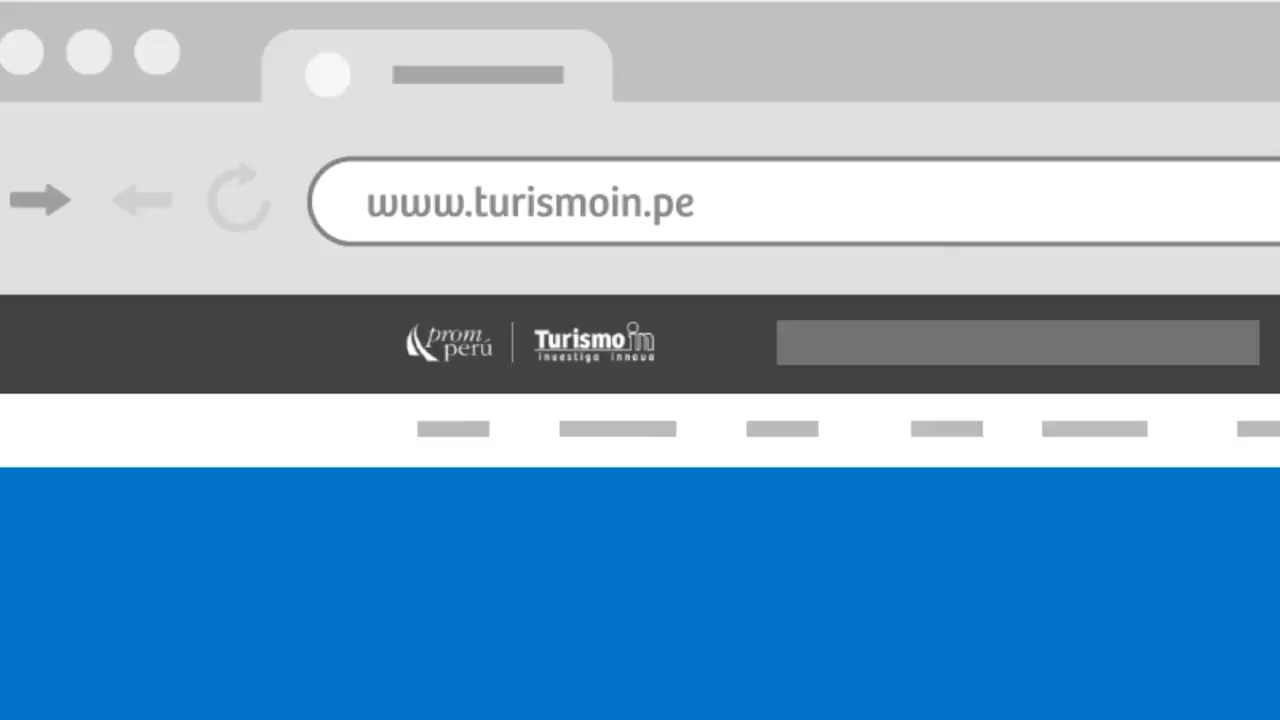 www.turismoin.pe
prom
perú
Turismo in
investiga innova